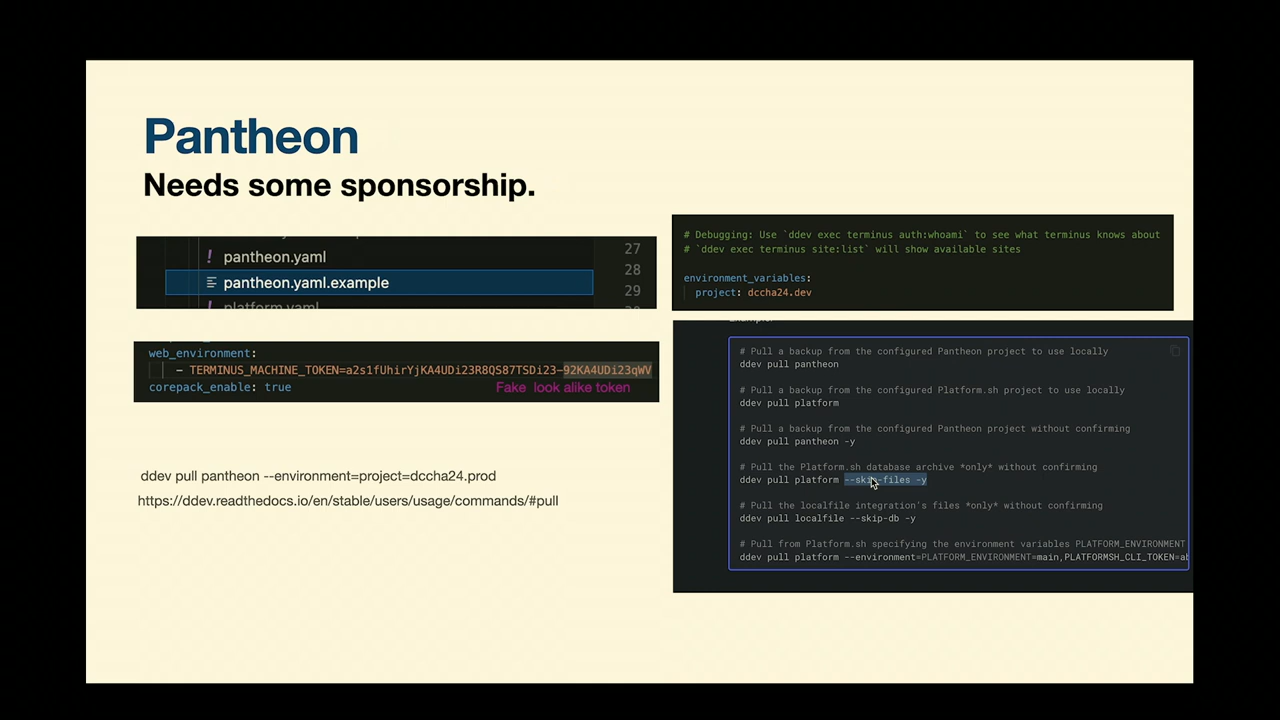 Pantheon
Needs some sponsorship.
! pantheon.yaml
pantheon.yaml.example
! platform.yaml
27
28
29
web_environment:
- TERMINUS_MACHINE_TOKEN=a2s1fUhirYjKA4UDi23R8QS87TSDi23-92KA4UDi23qWV
corepack_enable: true
Fake look alike token
ddev pull pantheon --environment=project=dccha24.prod
https://ddev.readthedocs.io/en/stable/users/usage/commands/#pull
# Debugging: Use `ddev exec terminus auth:whoami` to see what terminus knows about
# `ddev exec terminus site:list` will show available sites
environment_variables:
project: dccha24.dev
# Pull a backup from the configured Pantheon project to use locally
ddev pull pantheon
# Pull a backup from the configured Platform.sh project to use locally
ddev pull platform
# Pull a backup from the configured Pantheon project without confirming
ddev pull pantheon -y
# Pull the Platform.sh database archive *only* without confirming
ddev pull platform --skip-files -y
# Pull the localfile integration's files *only* without confirming
ddev pull localfile --skip-db -y
# Pull from Platform.sh specifying the environment variables PLATFORM_ENVIRONMENT
ddev pull platform --environment=PLATFORM_ENVIRONMENT=main,PLATFORMSH_CLI_TOKEN=